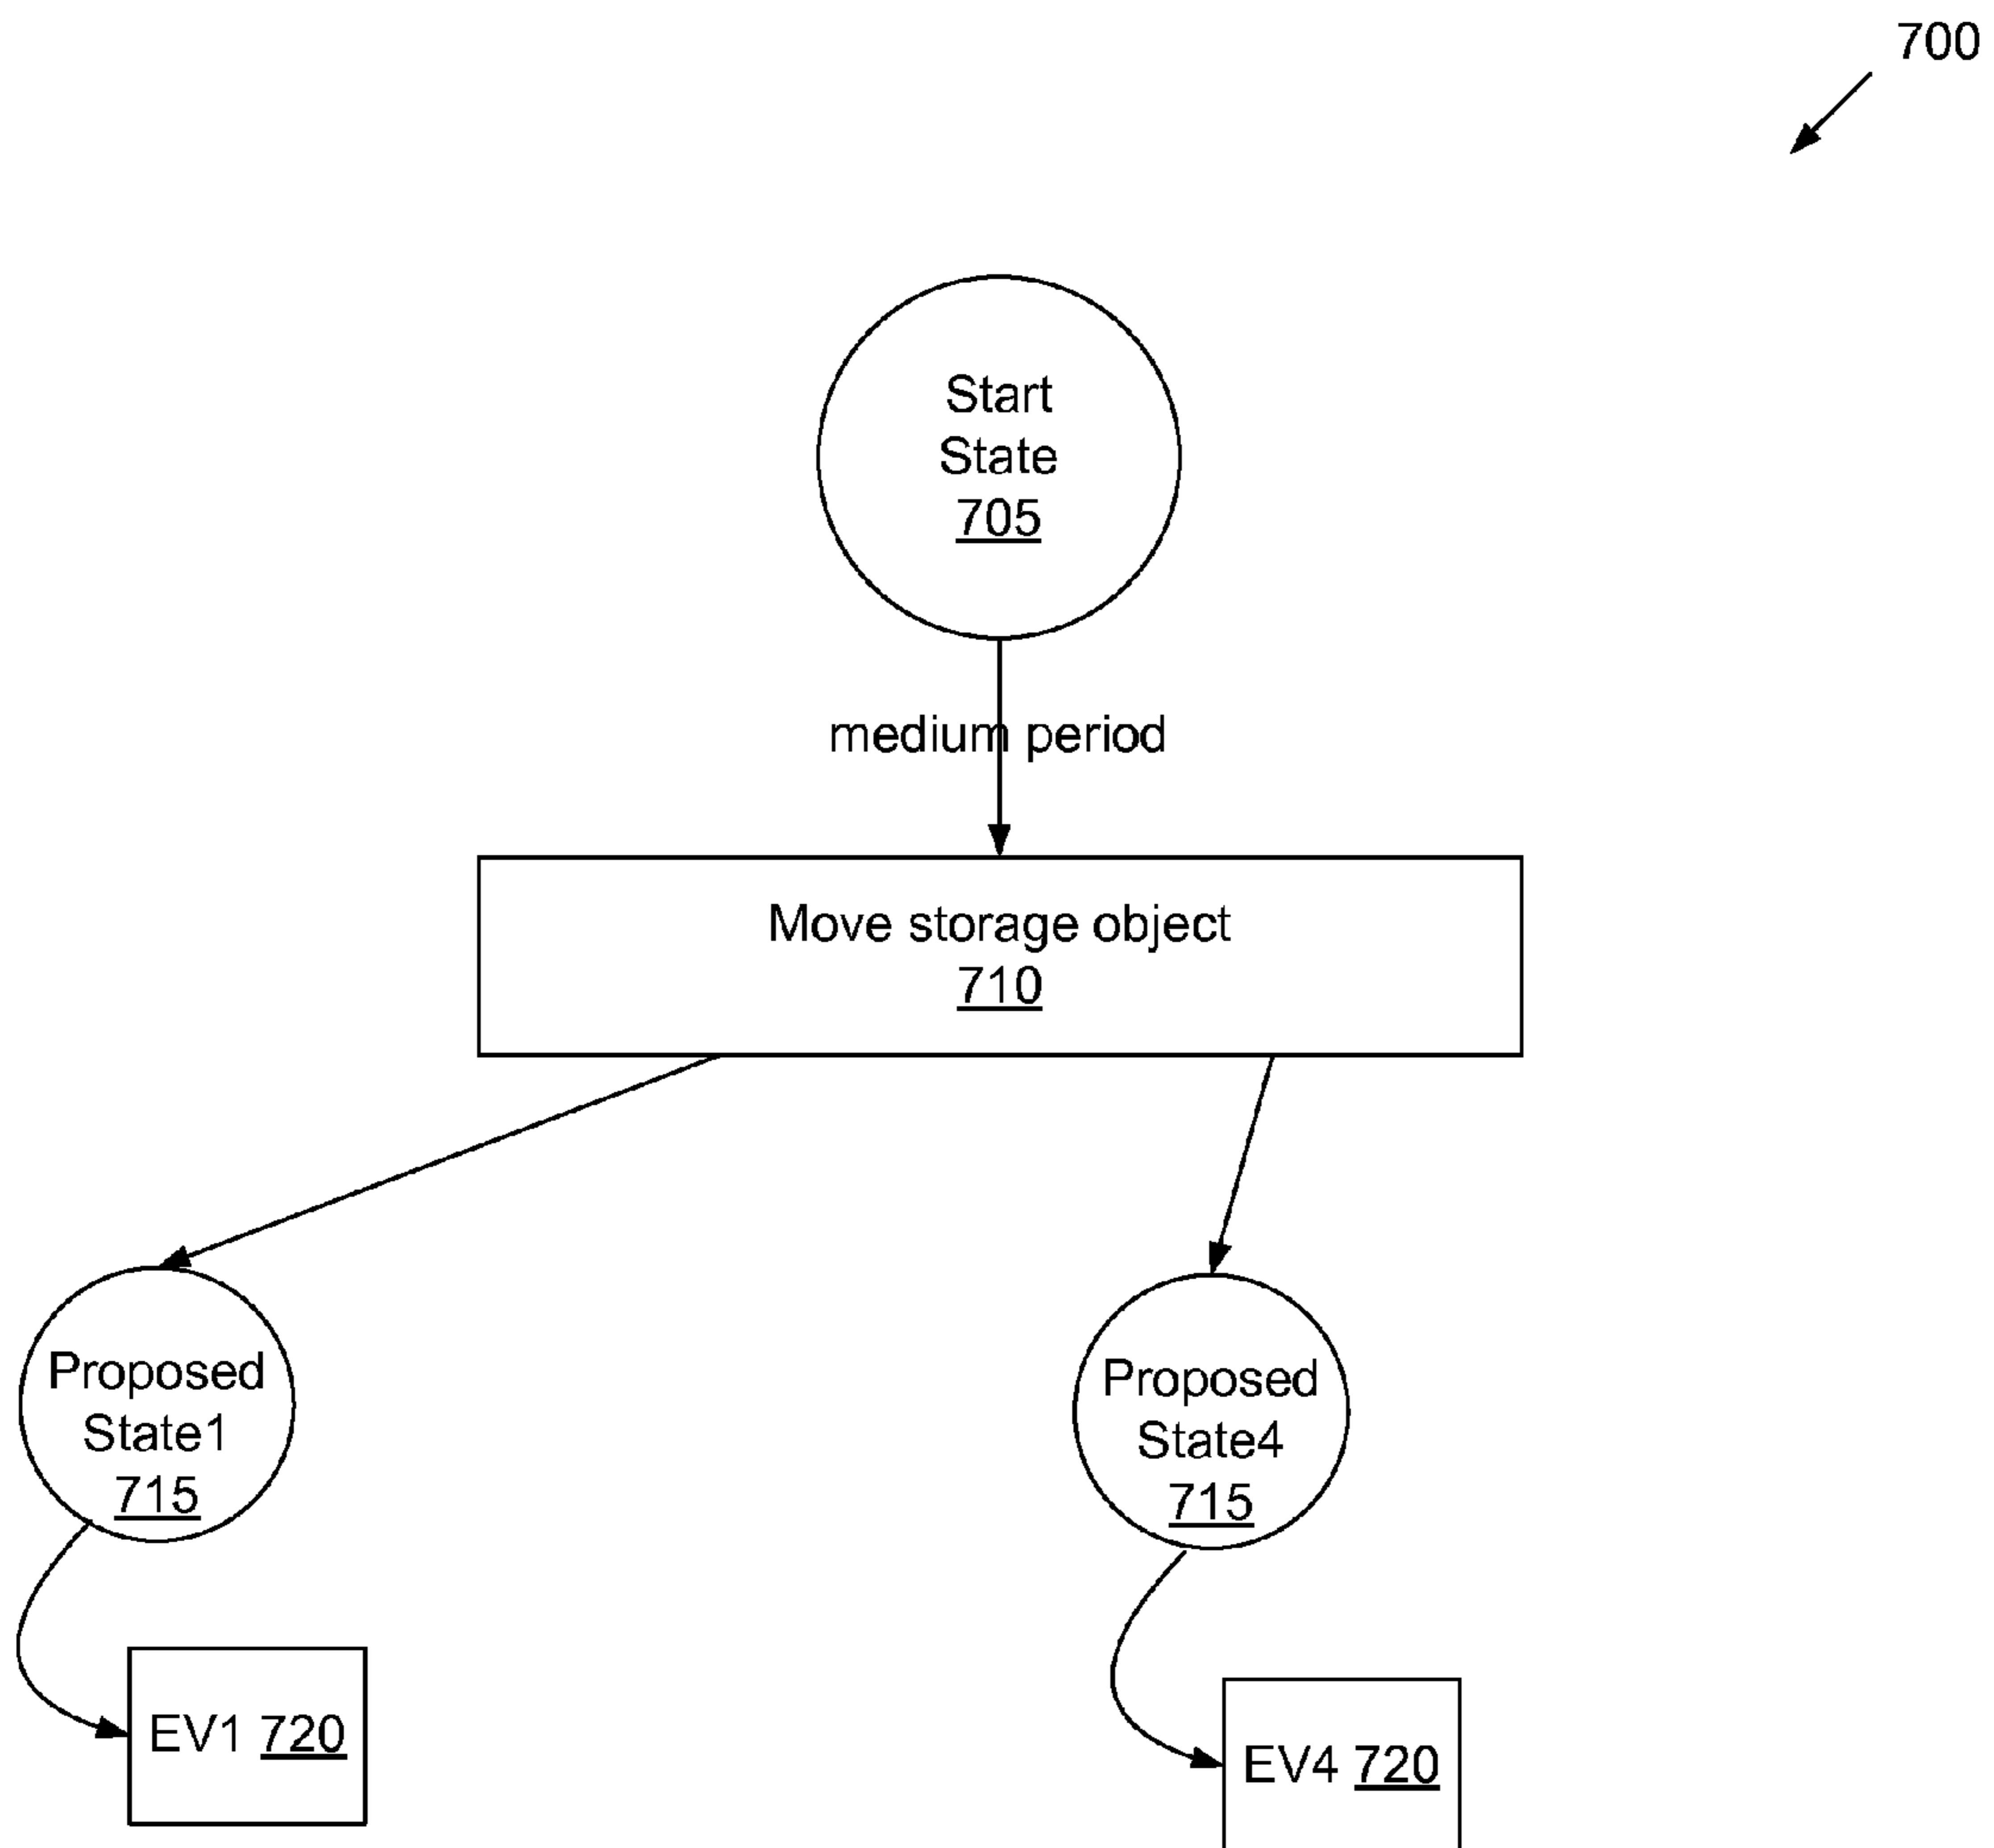 700
Start
State
705
medium period
Move storage object
710
Proposed
State1
715
Proposed
State4
715
EV1 720
EV4 720